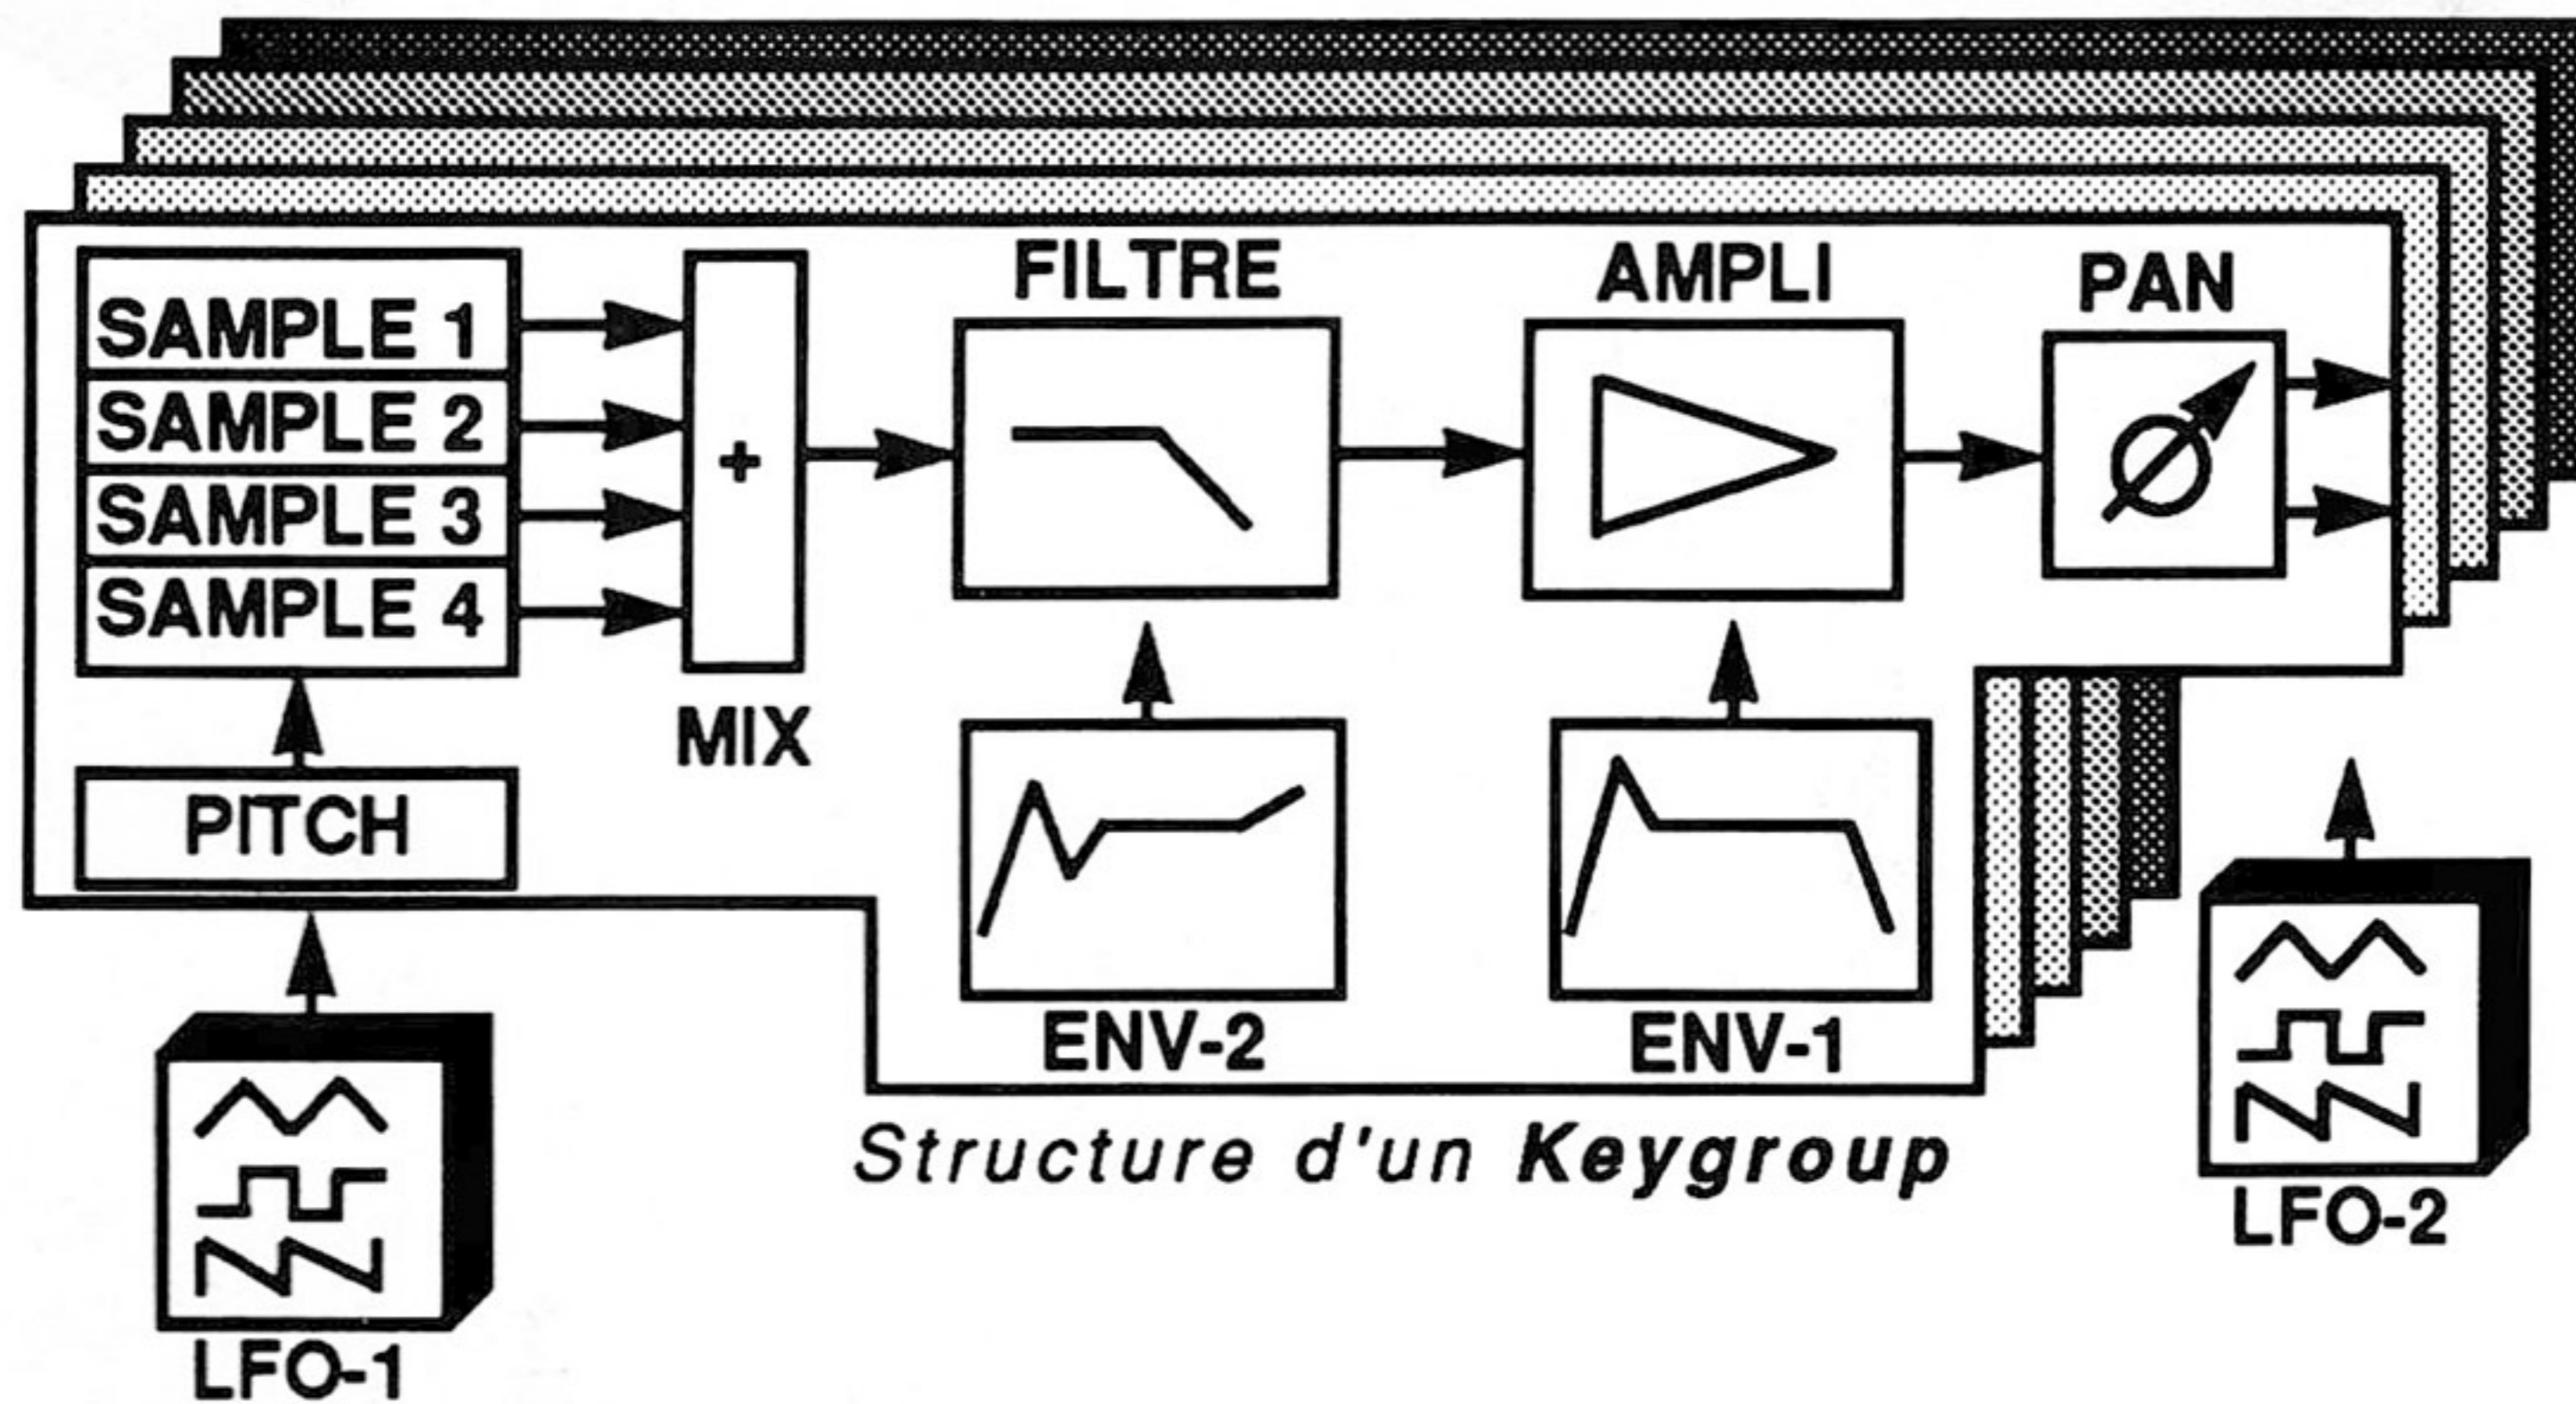 FILTRE
AMPLI
PAN
SAMPLE 1
SAMPLE 2
SAMPLE 3
SAMPLE 4
+
MIX
PITCH
ENV-2
ENV-1
Structure d'un Keygroup
LFO-1
LFO-2